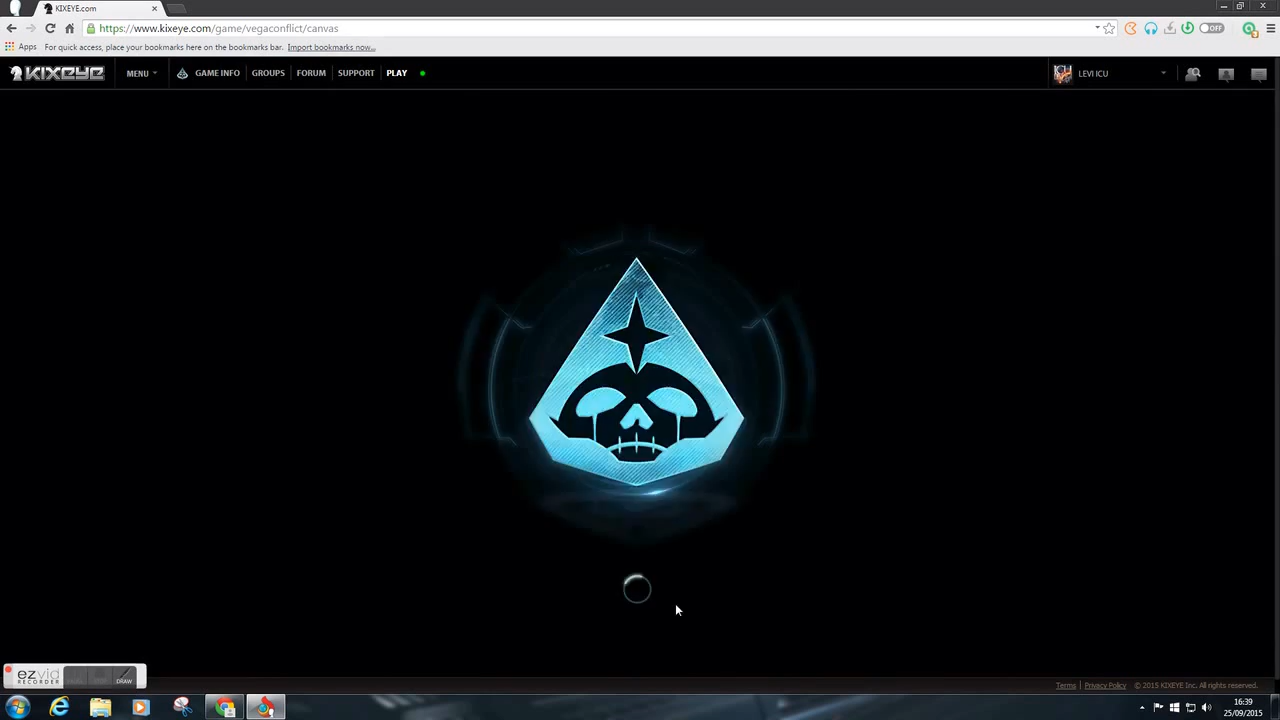 KIXEYE.com
https://www.kixeye.com/game/vegaconflict/canvas
OFF
Apps For quick access, place your bookmarks here on the bookmarks bar. Import bookmarks now...
KIXEYE MENU GAME INFO GROUPS FORUM SUPPORT PLAY LEVI ICU
ezvid
RECORDER
DRAW
Terms Privacy Policy © 2015 KIXEYE Inc. All rights reserved.
16:39
25/09/2015